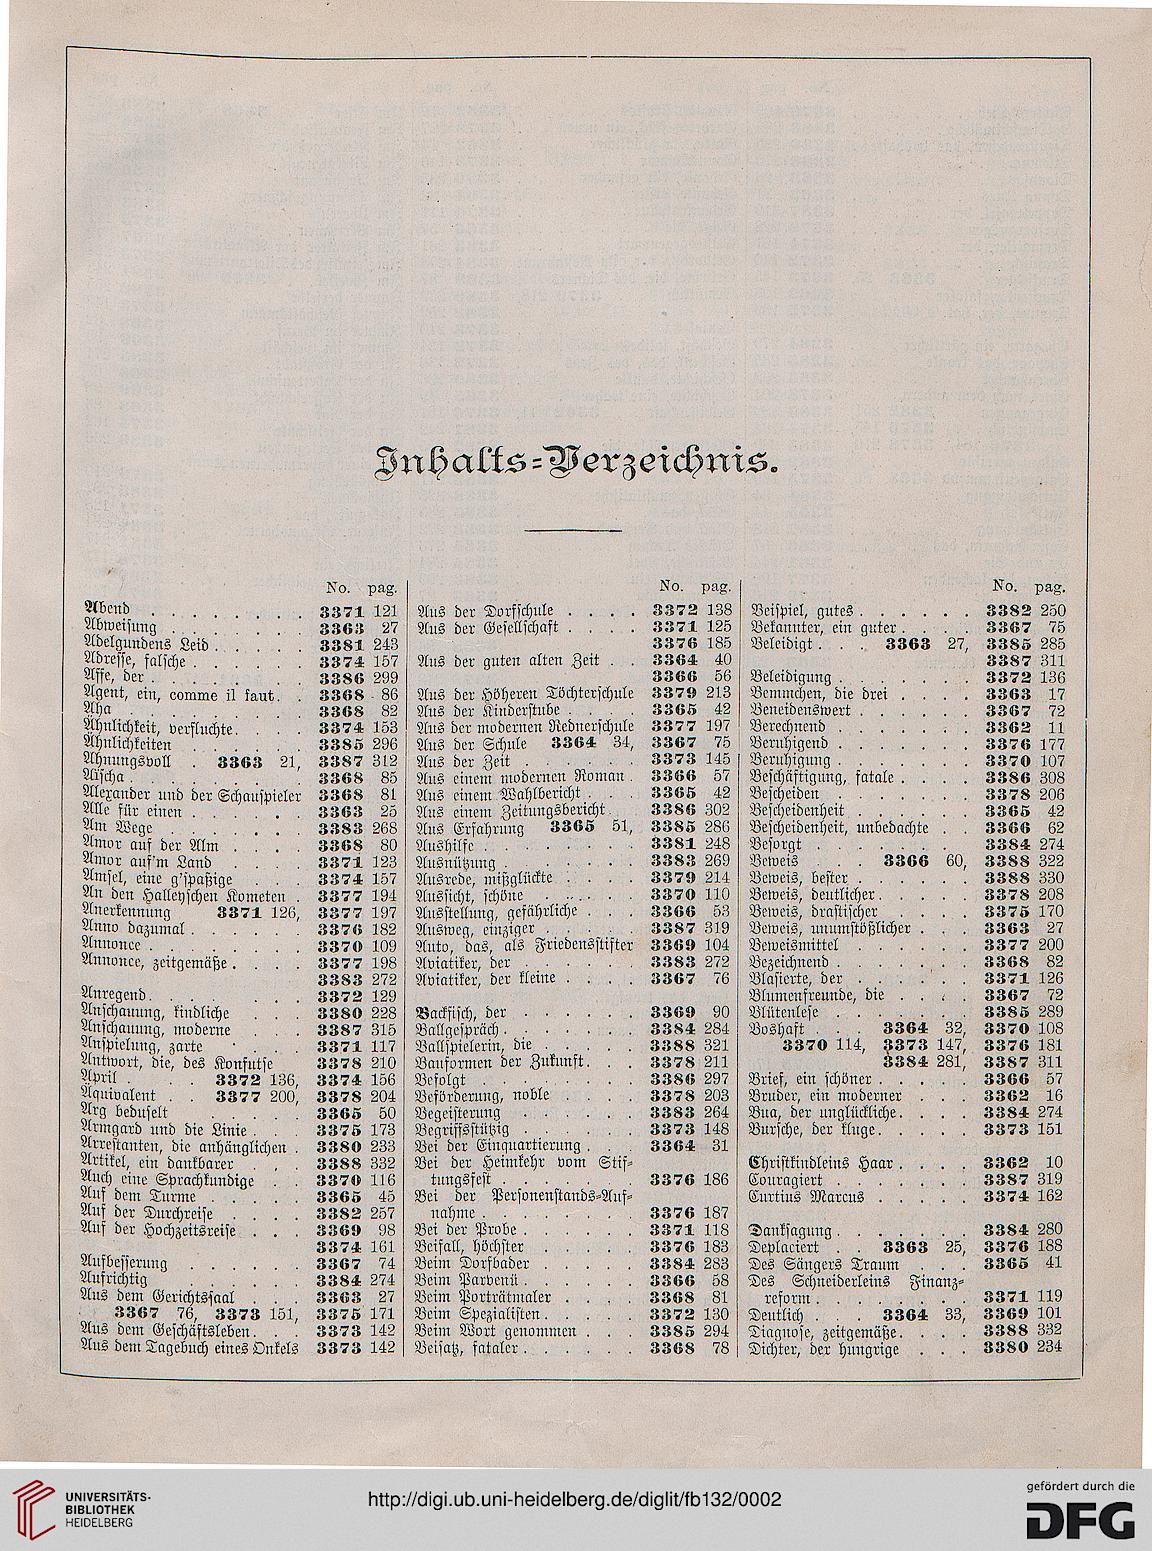 Inhalts=Verzeichnis.
No. pag.
Abend . . . . . . . 3371 121
Abweisung . . . . . . 3363 27
Adelgundens Leid . . . . . 3381 243
Adresse, falsche . . . . . . 3374 157
Affe, der . . . . . . . 3386 299
Agent, ein, comme il faut . . 3368 86
Aha . . . . . . . . 3368 82
Ähnlichkeit, verfluchte . . . . 3374 153
Ähnlichkeiten . . . . . . 3385 296
Ahnungsvoll . 3363 21, 3387 312
Aischa . . . . . . . . 3368 85
Alexander und der Schauspieler 3368 81
Alle für einen . . . . . . 3363 25
Am Wege . . . . . . . 3383 268
Amor auf der Alm . . . . 3368 80
Amor auf'm Land . . . . 3371 123
Amsel, eine g'spaßige . . . 3374 157
An den Halleyschen Kometen . 3377 194
Anerkennung 3371 126, 3377 197
Anno dazumal . . . . . . 3376 182
Annonce . . . . . . . 3370 109
Annonce, zeitgemäße . . . . 3377 198
3383 272
Anregend . . . . . . . 3372 129
Anschauung, kindliche . . . 3380 228
Anschauung, moderne . . . 3387 315
Anspielung, zarte . . . . 3371 117
Antwort, die, des Konfutse 3378 210
April . . . . 3372 136, 3374 156
Äquivalent . . 3377 200, 3378 204
Arg beduselt . . . . . . 3365 50
Armgard und die Linie . . . 3375 173
Arrestanten, die anhänglichen . 3380 233
Artikel, ein dankbarer . . . 3388 332
Auch eine Sprachkundige . . 3370 116
Auf dem Turme . . . . . 3365 45
Auf der Durchreise . . . . 3382 257
Auf der Hochzeitsreise . . . 3369 98
3374 161
Aufbesserung . . . . . . 3367 74
Aufrichtig . . . . . . 3384 274
Aus dem Gerichtssaal . . 3363 27
3367 76, 3373 151, 3375 171
Aus dem Geschäftsleben . . . 3373 142
Aus dem Tagebuch eines Onkels 3373 142
No. pag.
Aus der Dorfschule . . . . 3372 138
Aus der Gesellschaft . . . . 3371 125
3376 185
Aus der guten alten Zeit . . 3364 40
3366 56
Aus der Höheren Töchterschule 3379 213
Aus der Kinderstube . . . . 3365 42
Aus der modernen Rednerschule 3377 197
Aus der Schule 3364 34, 3367 75
Aus der Zeit . . . . . . 3373 145
Aus einem modernen Roman . 3366 57
Aus einem Wahlbericht . . . 3365 42
Aus einem Zeitungsbericht . 3386 302
Aus Erfahrung 3365 51, 3385 286
Aushilfe . . . . . . . 3381 248
Ausnützung . . . . . . 3383 269
Ausrede, mißglückte . . . . 3379 214
Aussicht, schöne . . . . . 3370 110
Ausstellung, gefährliche . . . 3366 53
Ausweg, einziger . . . . . 3387 319
Auto, das, als Friedensstifter 3369 104
Aviatiker, der . . . . . . 3383 272
Aviatiker, der kleine . . . . 3367 76
Backfisch, der . . . . . . 3369 90
Ballgespräch . . . . . . . 3384 284
Ballspielerin, die . . . . . 3388 321
Bauformen der Zukunft . . . 3378 211
Befolgt . . . . . . . . 3386 297
Beförderung, noble . . . . 3378 203
Begeisterung . . . . . . 3383 264
Begriffsstützig . . . . . . 3373 148
Bei der Einquartierung . . . 3364 31
Bei der Heimkehr vom Stif=
tungsfest . . . . . . 3376 186
Bei der Personenstands=Auf=
nahme . . . . . . . . 3376 187
Bei der Probe . . . . . . 3371 118
Beifall, höchster . . . . . 3376 183
Beim Dorfbader . . . . . 3384 283
Beim Parvenü . . . . . . 3366 58
Beim Porträtmaler . . . . 3368 81
Beim Spezialisten . . . . . 3372 130
Beim Wort genommen . . . 3385 294
Beisatz, fataler . . . . . . 3368 78
No. pag.
Beispiel, gutes . . . . . . 3382 250
Bekannter, ein guter . . . . 3367 75
Beleidigt . . . 3363 27, 3385 285
3387 311
Beleidigung . . . . . . . 3372 136
Bemmchen, die drei . . . . 3363 17
Beneidenswert . . . . . . 3367 72
Berechnend . . . . . . . 3362 11
Beruhigend . . . . . . . 3376 177
Beruhigung . . . . . . . 3370 107
Beschäftigung, fatale . . . . 3386 308
Bescheiden . . . . . . . 3378 206
Bescheidenheit . . . . . . 3365 42
Bescheidenheit, unbedachte . . 3366 62
Besorgt . . . . . . . . 3384 274
Beweis . . . 3366 60, 3388 322
Beweis, bester . . . . . . 3388 330
Beweis, deutlicher . . . . . 3378 208
Beweis, drastischer . . . . 3375 170
Beweis, unumstößlicher . . . 3363 27
Beweismittel . . . . . . 3377 200
Bezeichnend . . . . . . . 3368 82
Blasierte, der . . . . . . 3371 126
Blumenfreunde, die . . . . 3367 72
Blütenlese . . . . . . . 3385 289
Boshaft . . . 3364 32, 3370 108
3370 114, 3373 147, 3376 181
3384 281, 3387 311
Brief, ein schöner . . . . . 3366 57
Bruder, ein moderner . . . 3362 16
Bua, der unglückliche . . . . 3384 274
Bursche, der kluge . . . . . 3373 151
Christkindleins Haar . . . . 3362 10
Couragiert . . . . . . . 3387 319
Curtius Marcus . . . . . 3374 162
Danksagung . . . . . . . 3384 280
Deplaciert . . 3363 25, 3376 188
Des Sängers Traum . . . 3365 41
Des Schneiderleins Finanz=
reform . . . . . . . . 3371 119
Deutlich . . . 3364 33, 3369 101
Diagnose, zeitgemäße . . . . 3388 332
Dichter, der hungrige . . . 3380 234
UNIVERSITÄTS-
BIBLIOTHEK
HEIDELBERG
http://digi.ub.uni-heidelberg.de/diglit/fb132/0002
gefördert durch die
DFG